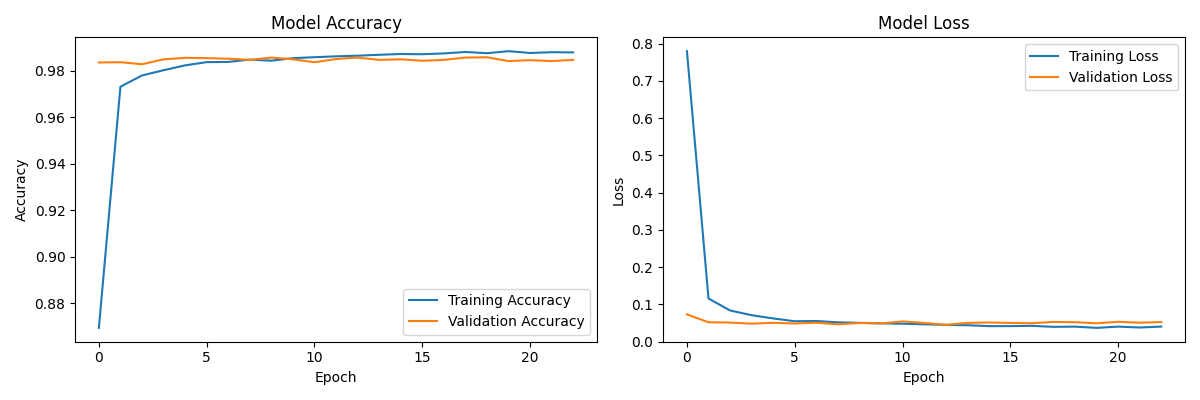 Model Accuracy
Accuracy
0.98
0.96
0.94
0.92
0.90
0.88
Training Accuracy
Validation Accuracy
0
5
10
15
20
Epoch
Model Loss
Loss
0.8
0.7
0.6
0.5
0.4
0.3
0.2
0.1
0.0
Training Loss
Validation Loss
0
5
10
15
20
Epoch